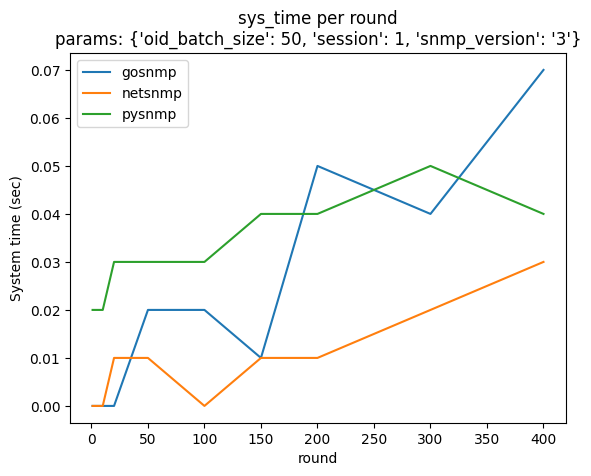 sys_time per round
params: {'oid_batch_size': 50, 'session': 1, 'snmp_version': '3'}
gosnmp
netsnmp
pysnmp
System time (sec)
0.07
0.06
0.05
0.04
0.03
0.02
0.01
0.00
0 50 100 150 200 250 300 350 400
round